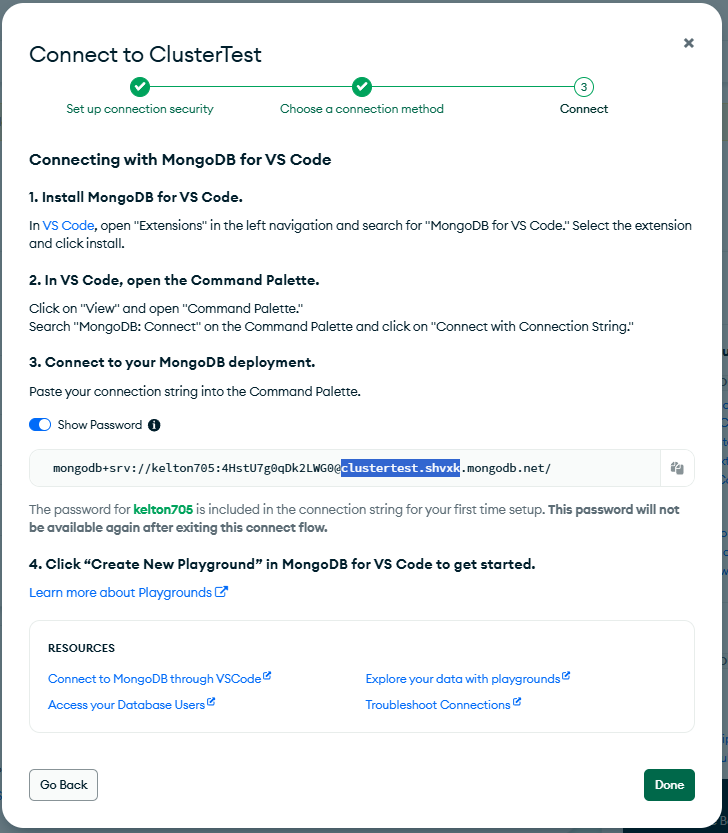 Connect to ClusterTest
Set up connection security
Choose a connection method
3
Connect
Connecting with MongoDB for VS Code
1. Install MongoDB for VS Code.
In VS Code, open "Extensions" in the left navigation and search for "MongoDB for VS Code." Select the extension
and click install.
2. In VS Code, open the Command Palette.
Click on "View" and open "Command Palette."
Search "MongoDB: Connect" on the Command Palette and click on "Connect with Connection String."
3. Connect to your MongoDB deployment.
Paste your connection string into the Command Palette.
Show Password
mongodb+srv://kelton705:4HstU7g0qDk2LWG0@clustertest.shvxk.mongodb.net/
The password for kelton705 is included in the connection string for your first time setup. This password will not
be available again after exiting this connect flow.
4. Click “Create New Playground” in MongoDB for VS Code to get started.
Learn more about Playgrounds
RESOURCES
Connect to MongoDB through VSCode
Explore your data with playgrounds
Access your Database Users
Troubleshoot Connections
Go Back
Done